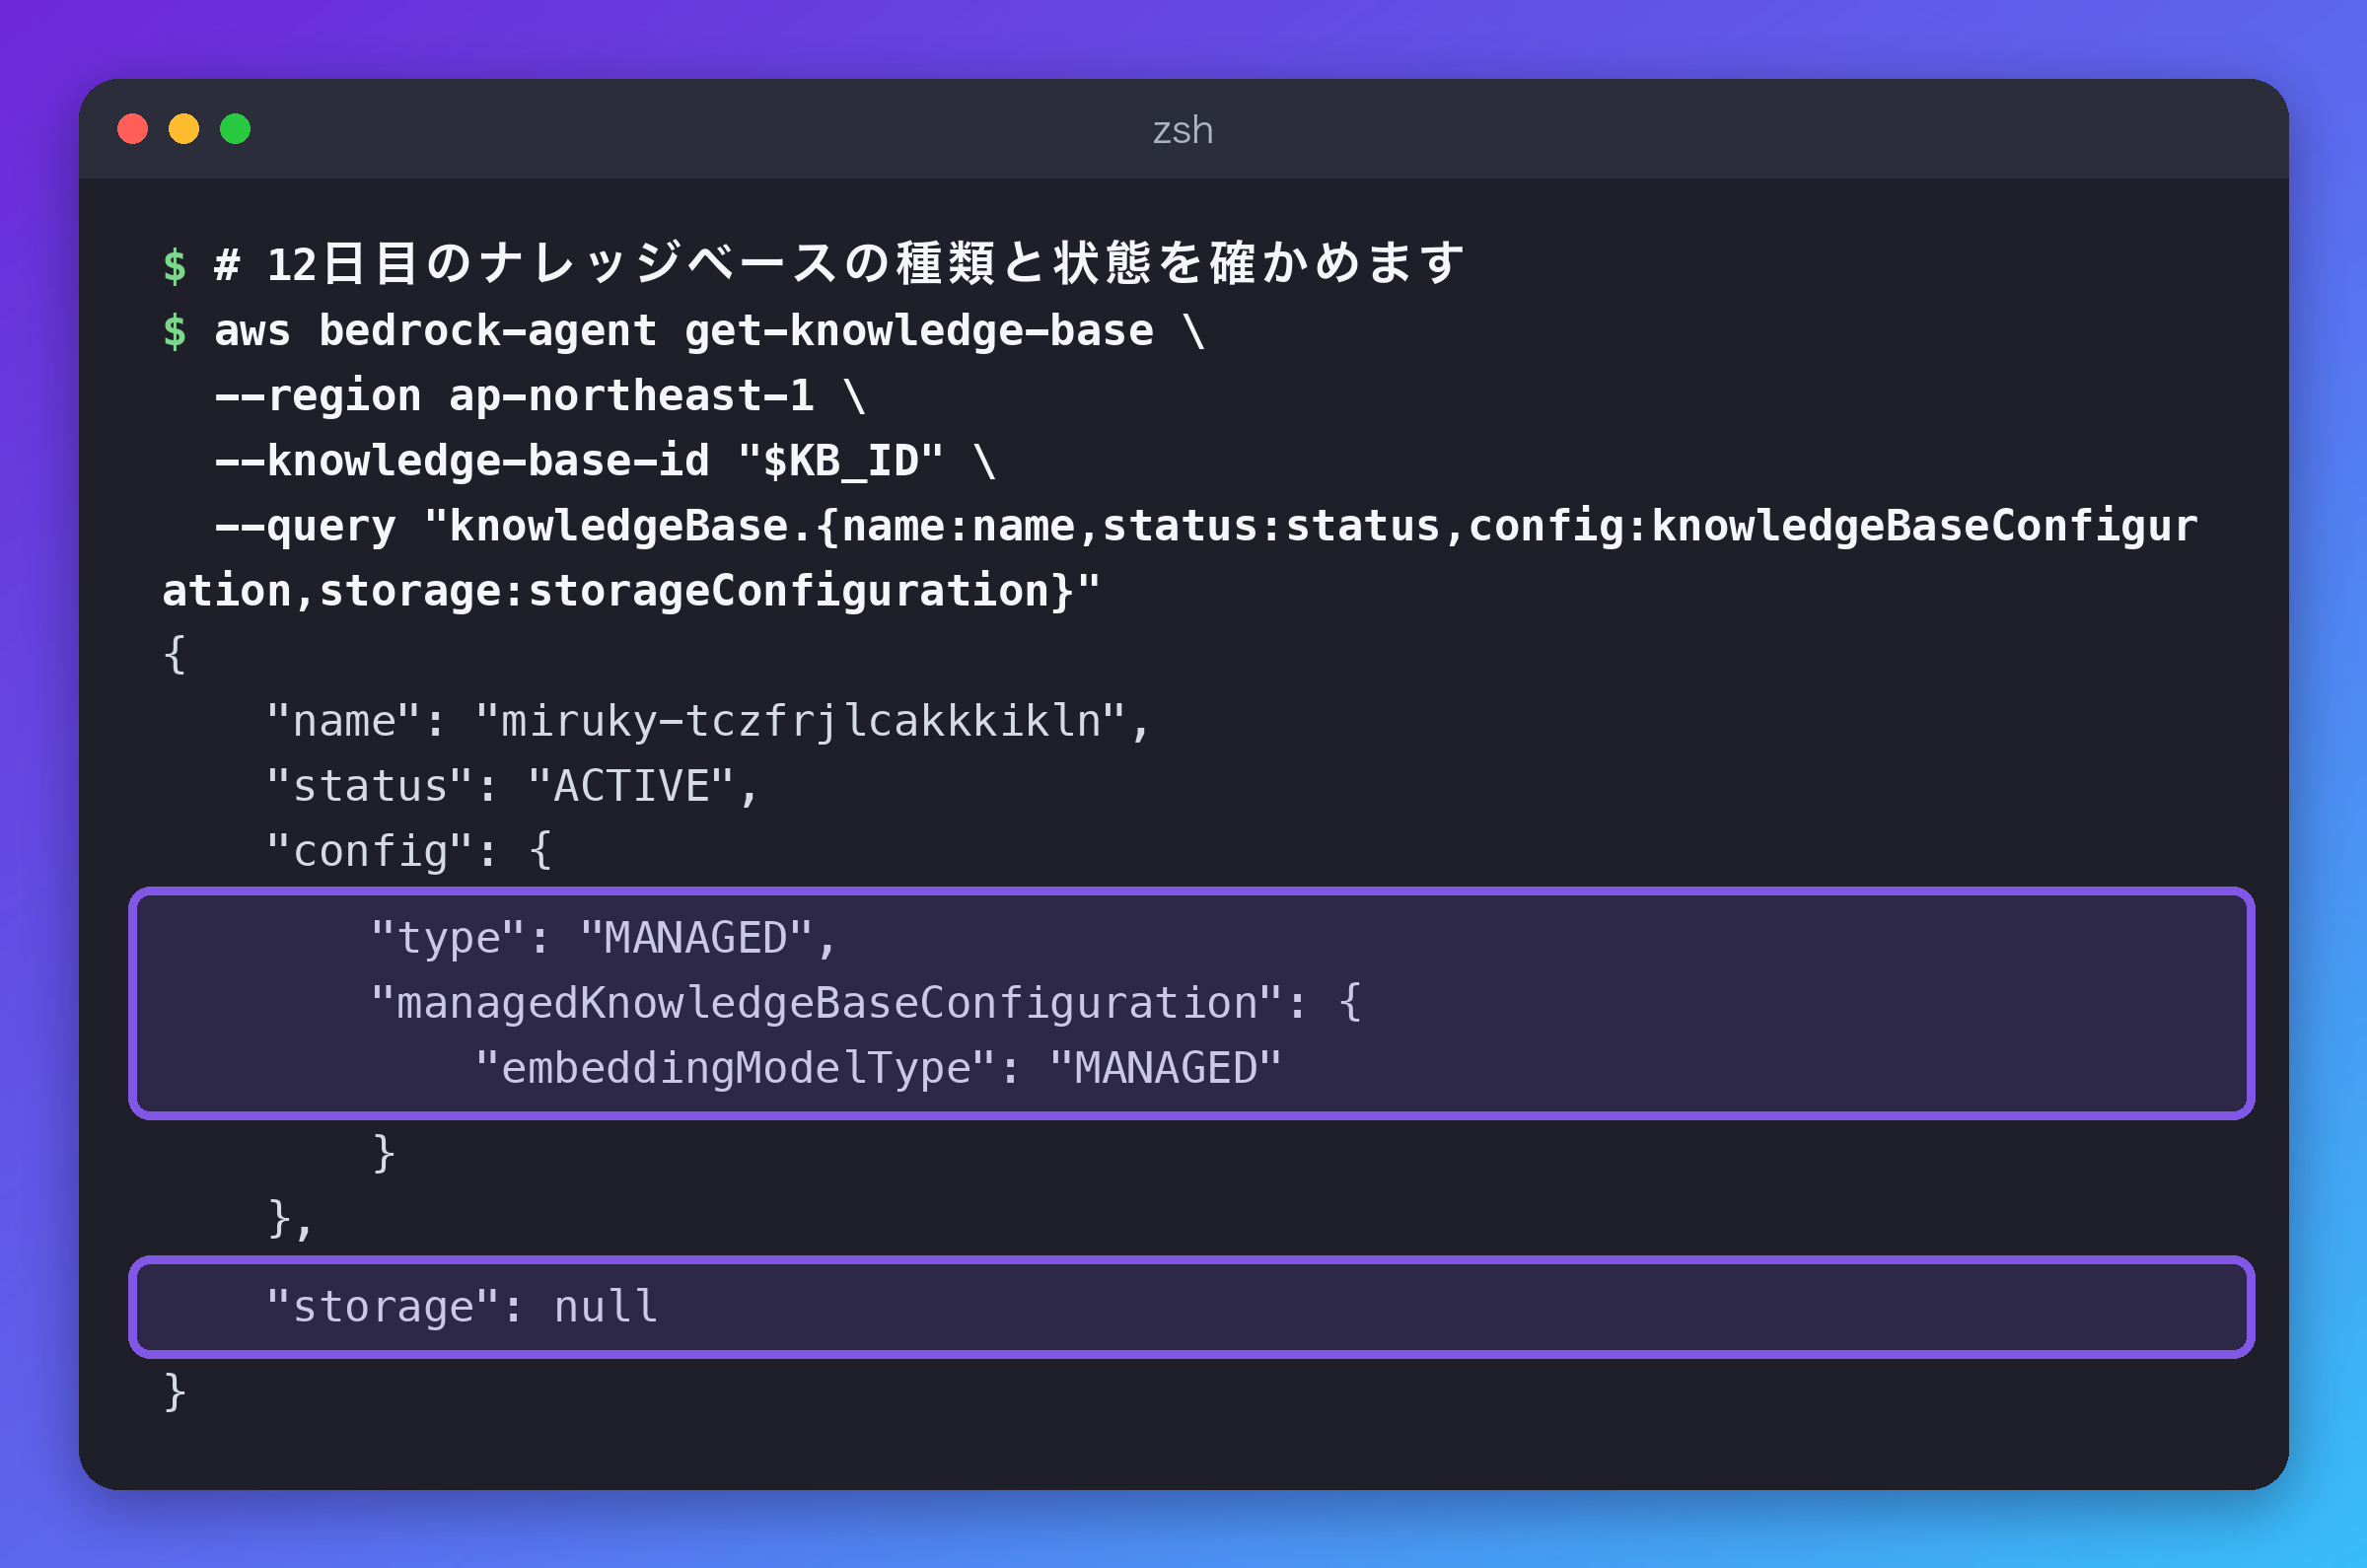 zsh
$ # 12日目のナレッジベースの種類と状態を確かめます
$ aws bedrock-agent get-knowledge-base \
  --region ap-northeast-1 \
  --knowledge-base-id "$KB_ID" \
  --query "knowledgeBase.{name:name,status:status,config:knowledgeBaseConfigur
ation,storage:storageConfiguration}"
{
    "name": "miruky-tczfrjlcakkkikln",
    "status": "ACTIVE",
    "config": {
        "type": "MANAGED",
        "managedKnowledgeBaseConfiguration": {
            "embeddingModelType": "MANAGED"
        }
    },
    "storage": null
}